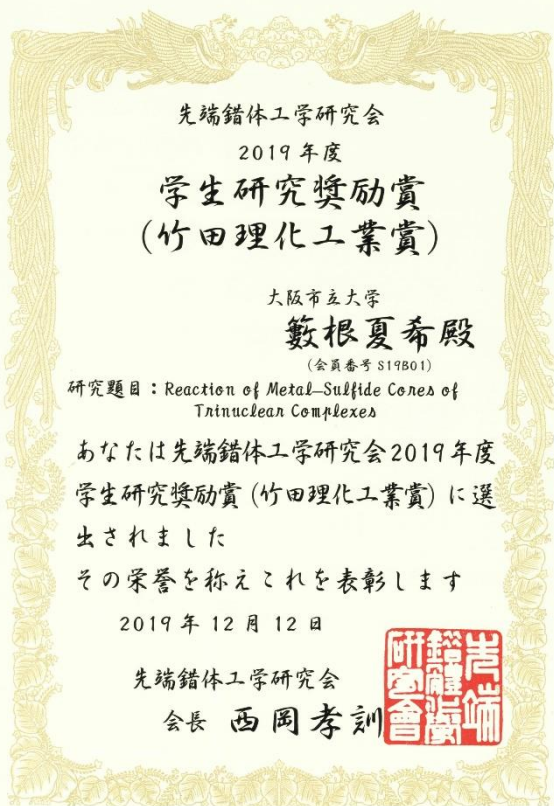 先端錯体工学研究会
2019年度
学生研究奨励賞
(竹田理化工業賞)
大阪市立大学
藪根夏希殿
(会員番号 S19B01)
研究題目：Reaction of Metal–Sulfide Cores of
Trinuclear Complexes
あなたは先端錯体工学研究会2019年度
学生研究奨励賞 (竹田理化工業賞) に選
出されました
その栄誉を称えこれを表彰します
2019年12月12日
先端錯体工学研究会
会長 西岡孝訓